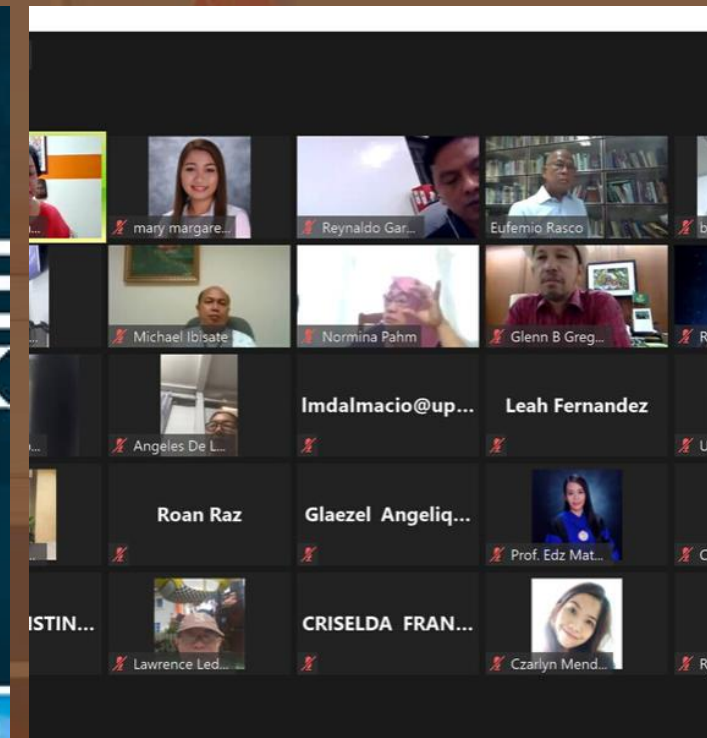 mary margare...
Reynaldo Gar...
Eufemio Rasco
Michael Ibisate
Normina Pahm
Glenn B Greg...
Angeles De L...
lmdalmacio@up...
Leah Fernandez
Roan Raz
Glaezel Angeliq...
Prof. Edz Mat...
ISTIN...
Lawrence Led...
CRISELDA FRAN...
Czarlyn Mend...